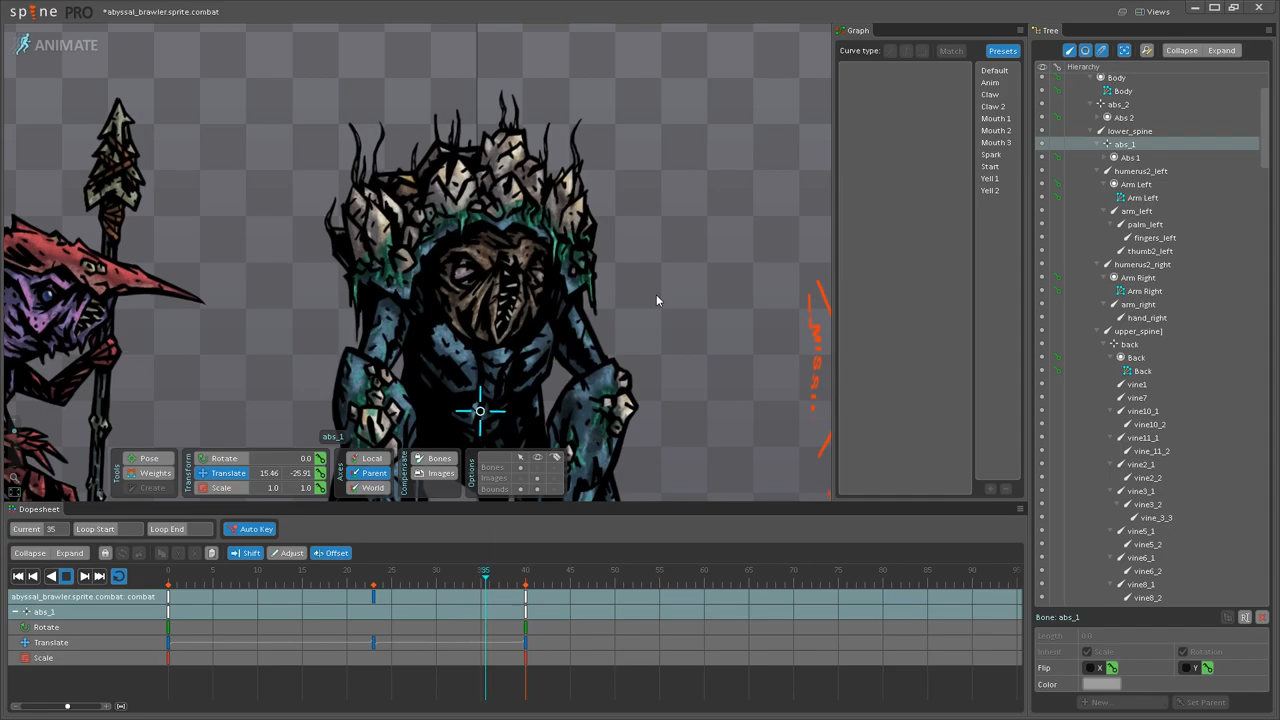 spine PRO
*abyssal_brawler.sprite.combat
Views
ANIMATE
Graph
Curve type:
Match
Presets
Default
Anim
Claw
Claw 2
Mouth 1
Mouth 2
Mouth 3
Spark
Start
Yell 1
Yell 2
Tree
Collapse
Expand
Hierarchy
Body
Body
abs_2
Abs 2
lower_spine
abs_1
Abs 1
humerus2_left
Arm Left
Arm Left
arm_left
palm_left
fingers_left
thumb2_left
humerus2_right
Arm Right
Arm Right
arm_right
hand_right
upper_spine]
back
Back
Back
vine1
vine7
vine10_1
vine10_2
vine11_1
vine_11_2
vine2_1
vine2_2
vine3_1
vine3_2
vine_3_3
vine5_1
vine5_2
vine6_1
vine6_2
vine8_1
vine8_2
Bone: abs_1
Length 0.0
Inherit Scale Rotation
Flip X Y
Color
New...
Set Parent
abs_1
Tools
Pose
Weights
Create
Transform
Rotate 0.0
Translate 15.46 -25.91
Scale 1.0 1.0
Axes
Local
Parent
World
Compensate
Bones
Images
Options
Bones
Images
Bounds
Dopesheet
Current 35
Loop Start
Loop End
Auto Key
Collapse
Expand
Shift
Adjust
Offset
0 5 10 15 20 25 30 35 40 45 50 55 60 65 70 75 80 85 90 95
abyssal_brawler.sprite.combat: combat
abs_1
Rotate
Translate
Scale